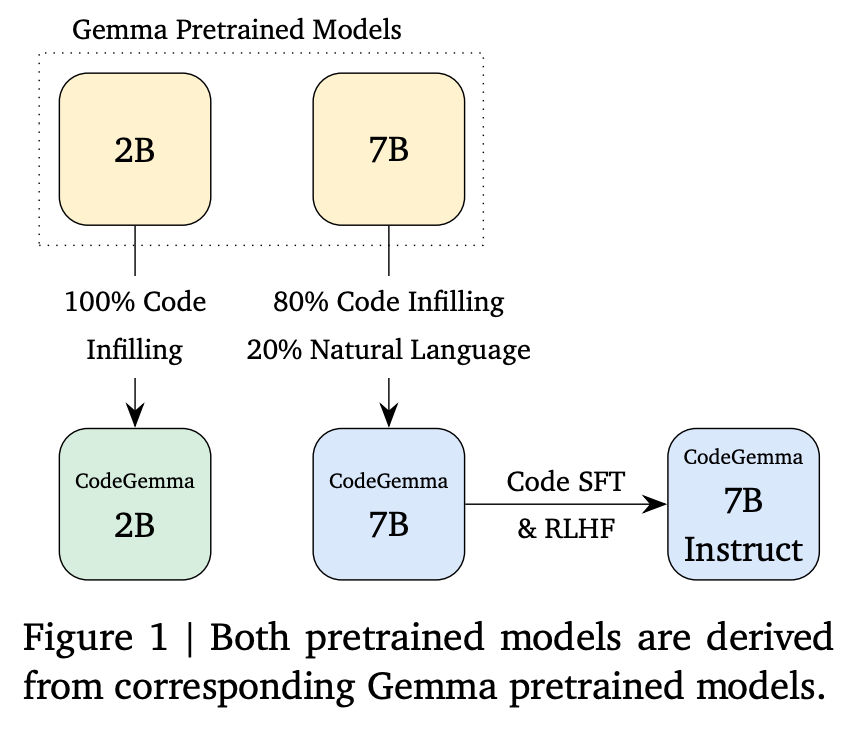 Gemma Pretrained Models
2B
7B
100% Code
Infilling
80% Code Infilling
20% Natural Language
CodeGemma
2B
CodeGemma
7B
Code SFT
& RLHF
CodeGemma
7B
Instruct
Figure 1 | Both pretrained models are derived
from corresponding Gemma pretrained models.